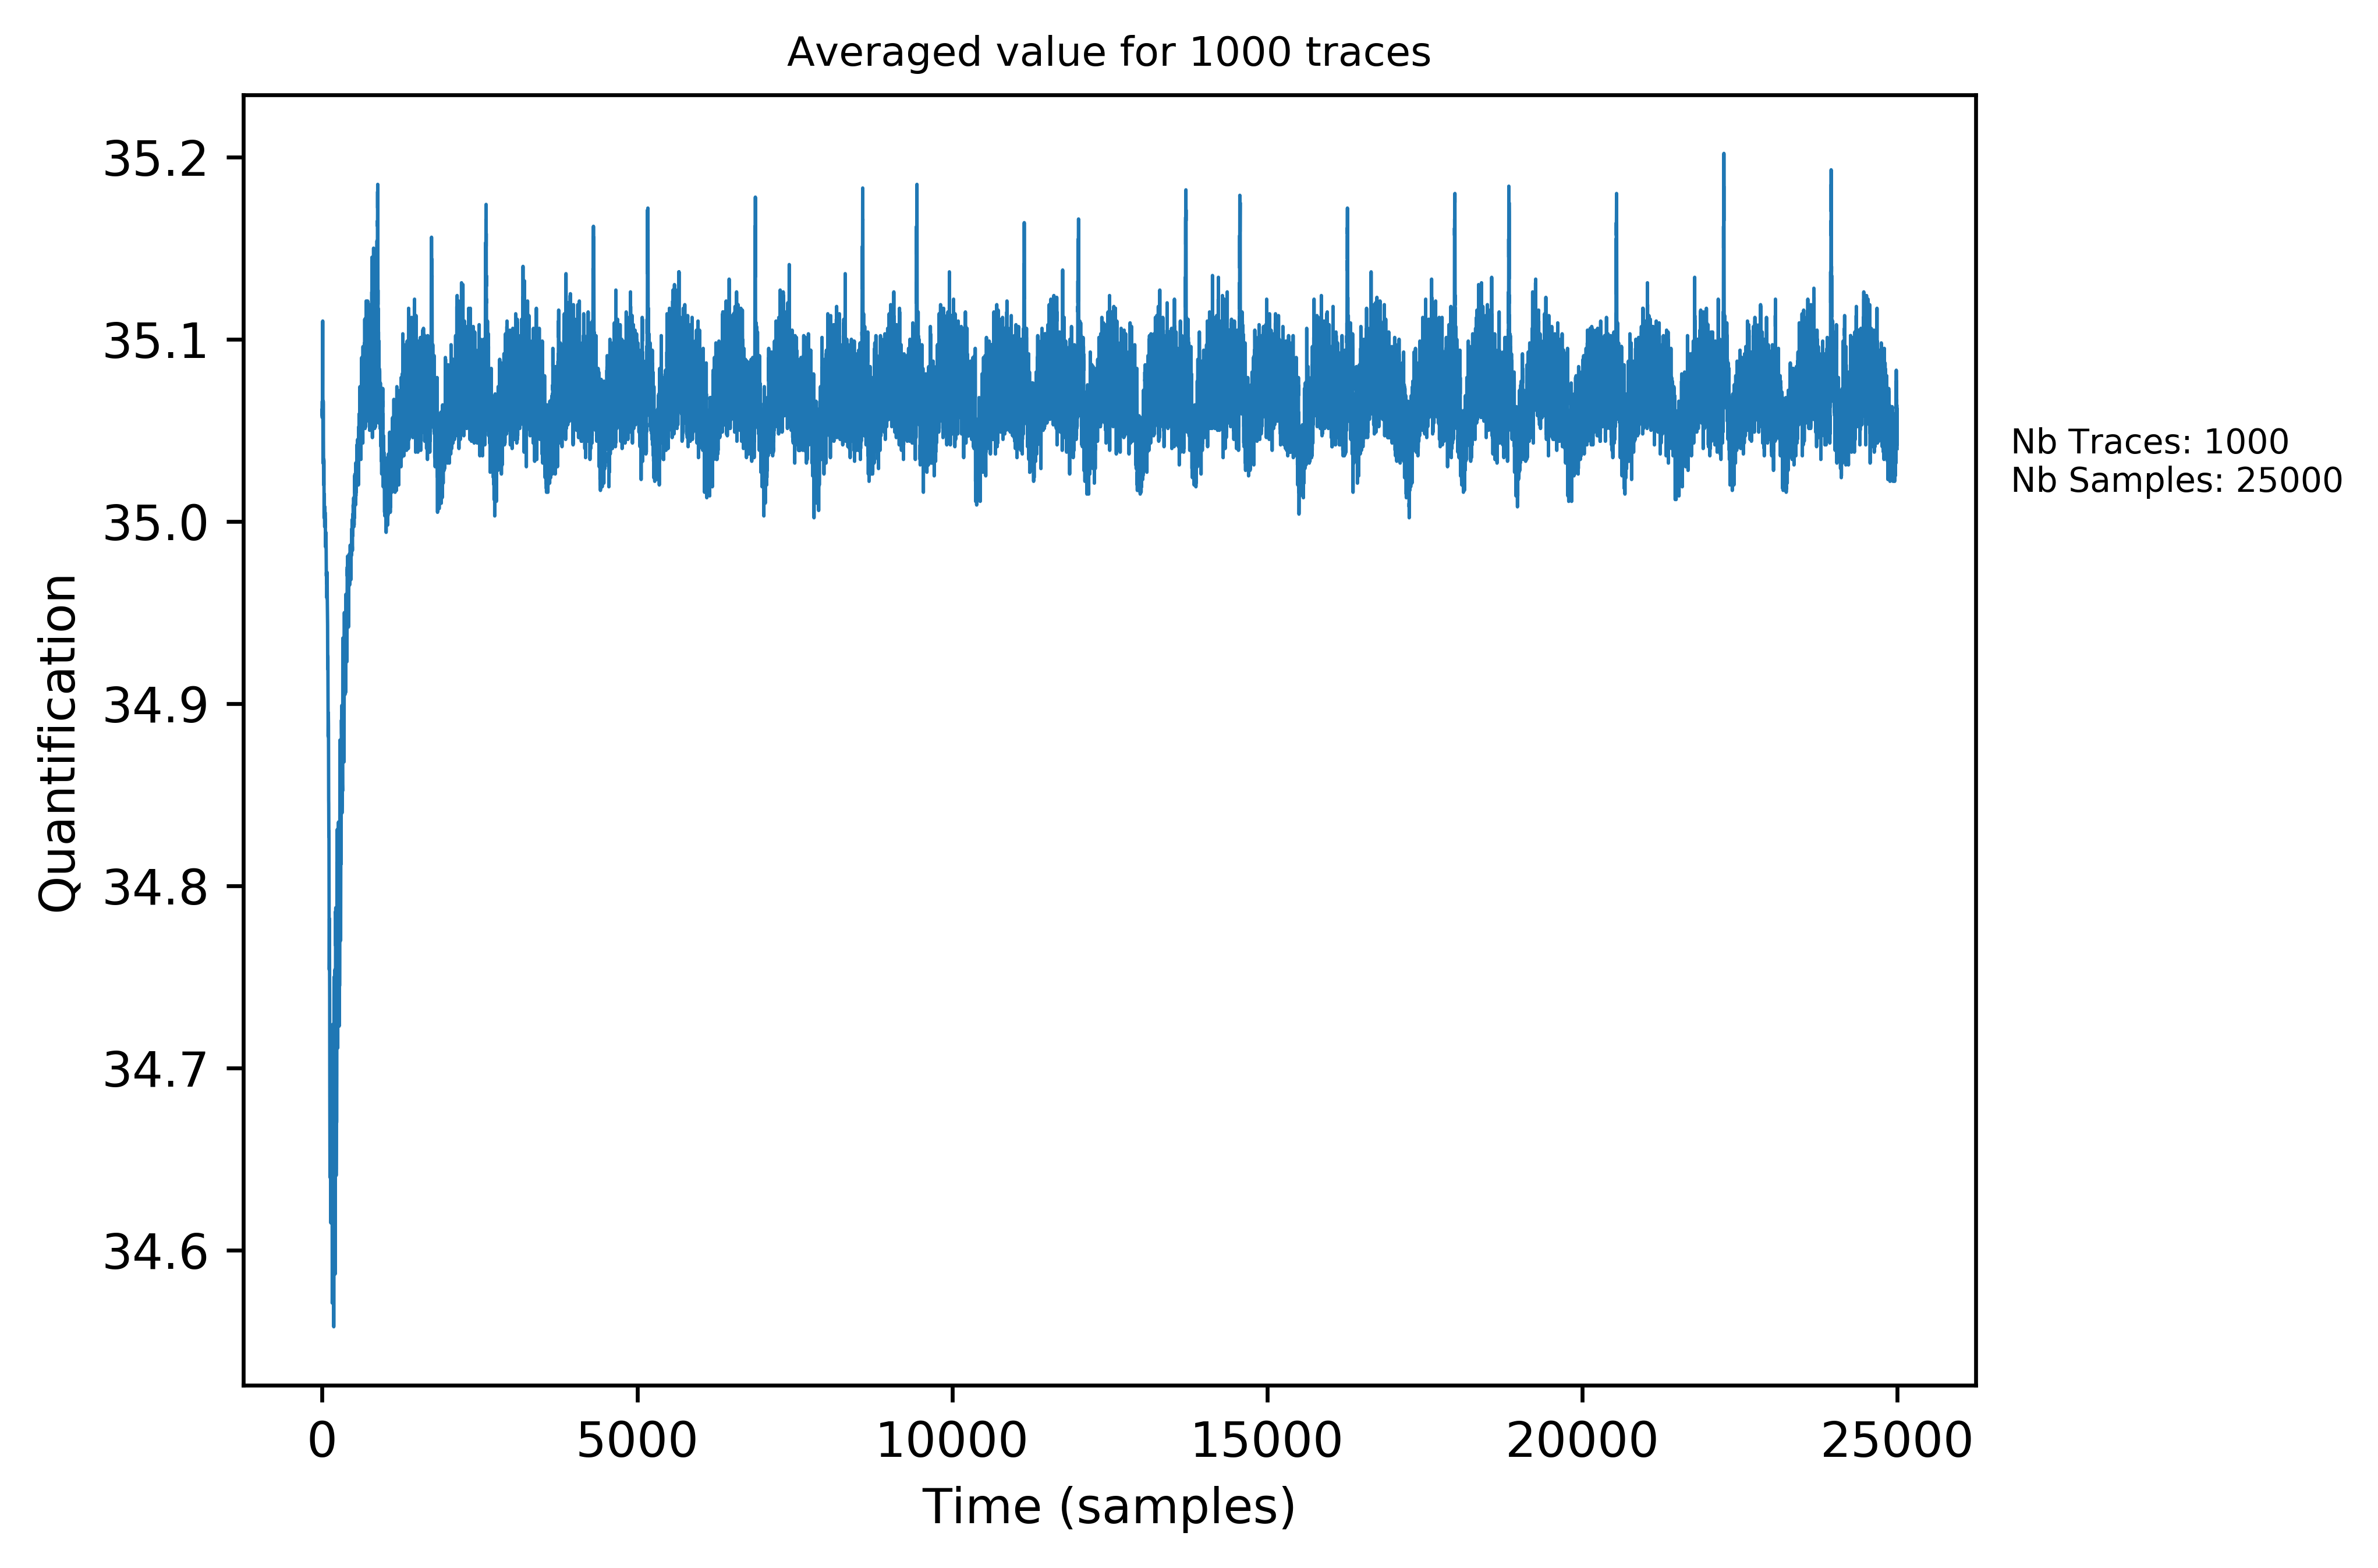 Averaged value for 1000 traces
35.2
35.1
35.0
34.9
34.8
34.7
34.6
Quantification
0
5000
10000
15000
20000
25000
Time (samples)
Nb Traces: 1000
Nb Samples: 25000